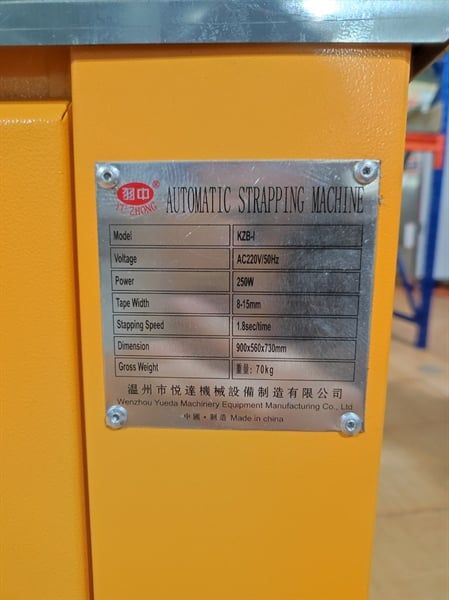 羽中 AUTOMATIC STRAPPING MACHINE
YU ZHONG
Model KZB-I
Voltage AC220V/50Hz
Power 250W
Tape Width 8-15mm
Stapping Speed 1.8sec/time
Dimension 900x560x730mm
Gross Weight 重量: 70kg
温州市悦達機械設備制造有限公司
Wenzhou Yueda Machinery Equipment Manufacturing Co., Ltd
中國·制造 Made in china